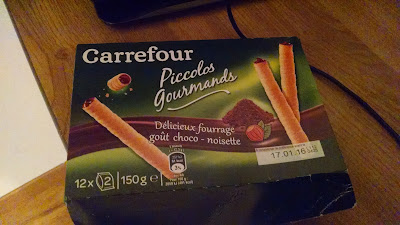 Carrefour
Piccolos
Gourmands
Délicieux fourrage
goût choco - noisette
17.01.16
12x 2 150g e